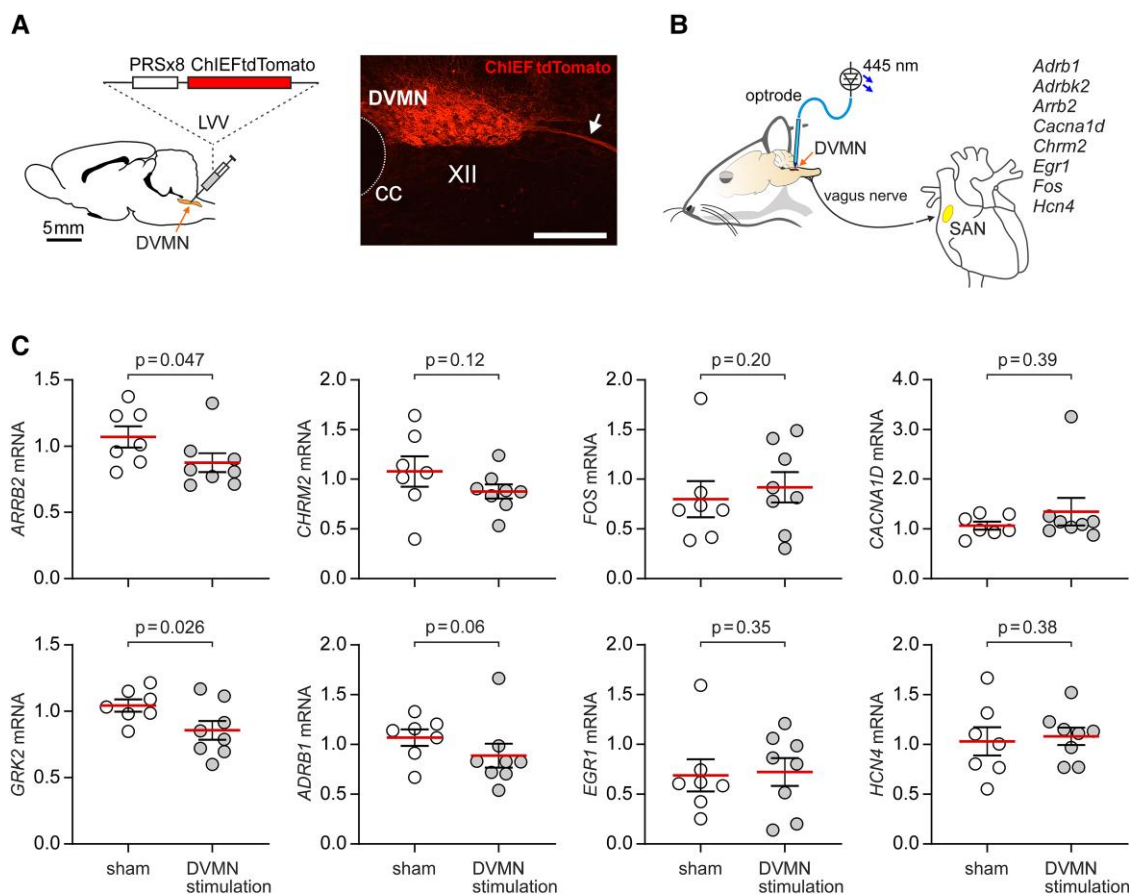 A
PRSx8 ChIEFtdTomato
LVV
5mm
DVMN
ChIEFtdTomato
DVMN
XII
CC
B
445 nm
optrode
DVMN
vagus nerve
SAN
Adrb1
Adrbk2
Arrb2
Cacna1d
Chrm2
Egr1
Fos
Hcn4
C
p=0.047
ARRB2 mRNA
1.5
1.0
0.5
0.0
p=0.12
CHRM2 mRNA
2.0
1.5
1.0
0.5
0.0
p=0.20
FOS mRNA
2.0
1.5
1.0
0.5
0.0
p=0.39
CACNA1D mRNA
4.0
3.0
2.0
1.0
0.0
p=0.026
GRK2 mRNA
1.5
1.0
0.5
0.0
sham
DVMN
stimulation
p=0.06
ADRB1 mRNA
2.0
1.5
1.0
0.5
0.0
sham
DVMN
stimulation
p=0.35
EGR1 mRNA
2.0
1.5
1.0
0.5
0.0
sham
DVMN
stimulation
p=0.38
HCN4 mRNA
2.0
1.5
1.0
0.5
0.0
sham
DVMN
stimulation